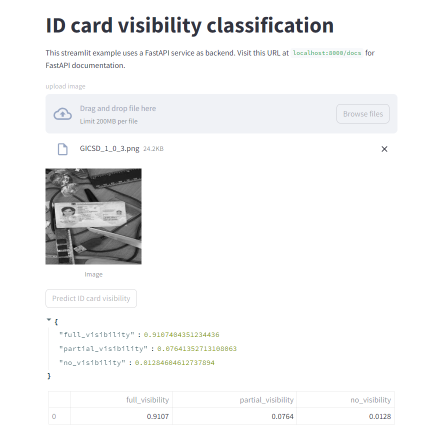 ID card visibility classification
This streamlit example uses a FastAPI service as backend. Visit this URL at localhost:8000/docs for
FastAPI documentation.
upload image
Drag and drop file here
Limit 200MB per file
Browse files
GICSD_1_0_3.png 24.2KB
Image
Predict ID card visibility
{
"full_visibility" : 0.9107404351234436
"partial_visibility" : 0.07641352713108063
"no_visibility" : 0.01284604612737894
}
full_visibility partial_visibility no_visibility
0 0.9107 0.0764 0.0128